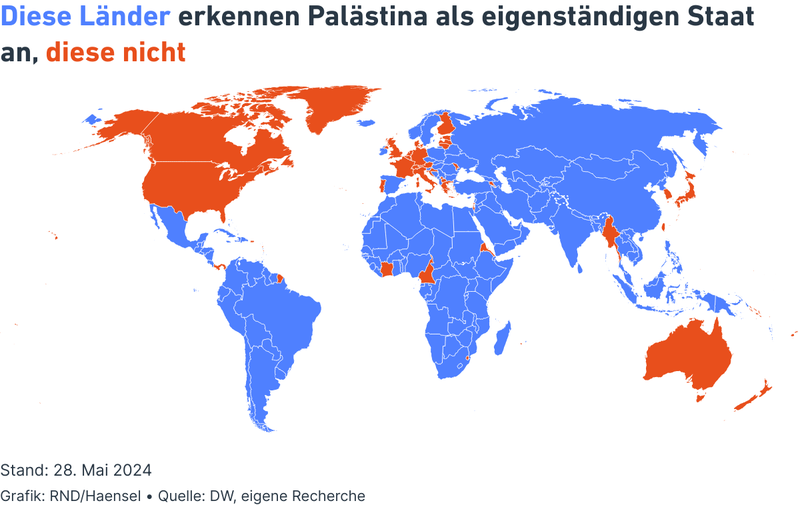 Diese Länder erkennen Palästina als eigenständigen Staat
an, diese nicht
Stand: 28. Mai 2024
Grafik: RND/Haensel • Quelle: DW, eigene Recherche